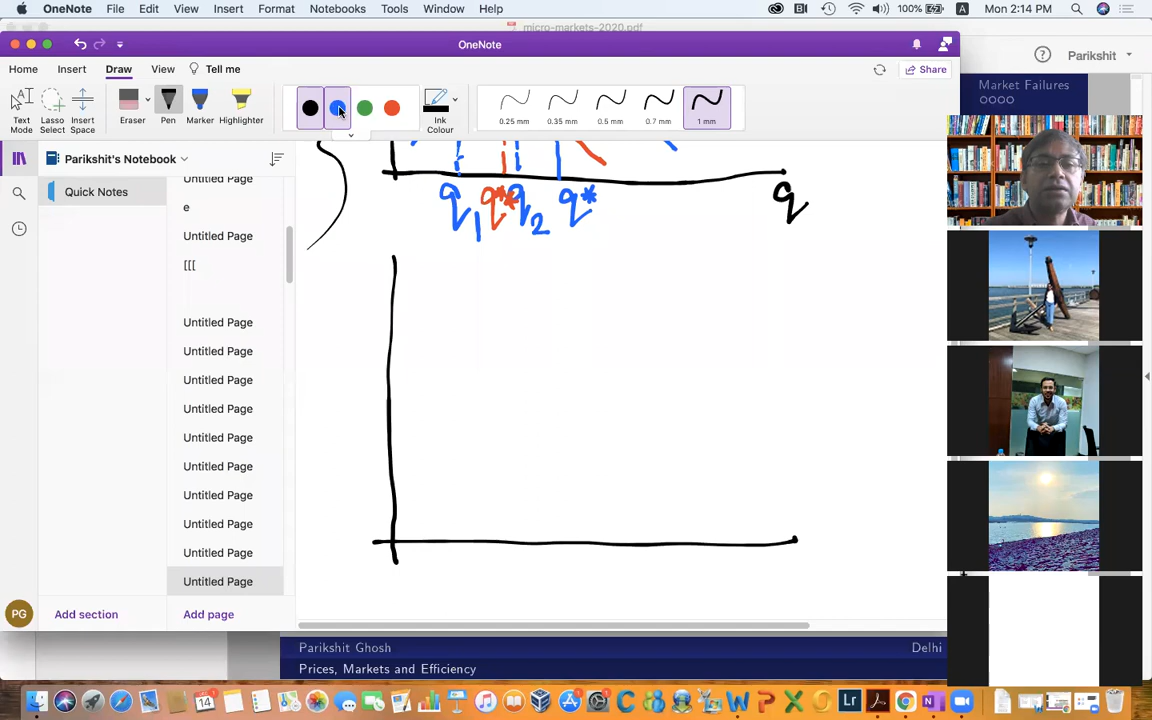 OneNote File Edit View Insert Format Notebooks Tools Window Help 100% A Mon 2:14 PM
micro-markets-2020.pdf
OneNote
Home Insert Draw View Tell me Share
Parikshit
Market Failures
Text Mode Lasso Select Insert Space Eraser Pen Marker Highlighter Ink Colour 0.25 mm 0.35 mm 0.5 mm 0.7 mm 1 mm
Parikshit's Notebook
Quick Notes
Untitled Page
e
Untitled Page
[[[
Untitled Page
Untitled Page
Untitled Page
Untitled Page
Untitled Page
Untitled Page
Untitled Page
Untitled Page
Untitled Page
Untitled Page
q1 q** q2 q* q
PG Add section Add page
Parikshit Ghosh Delhi
Prices, Markets and Efficiency